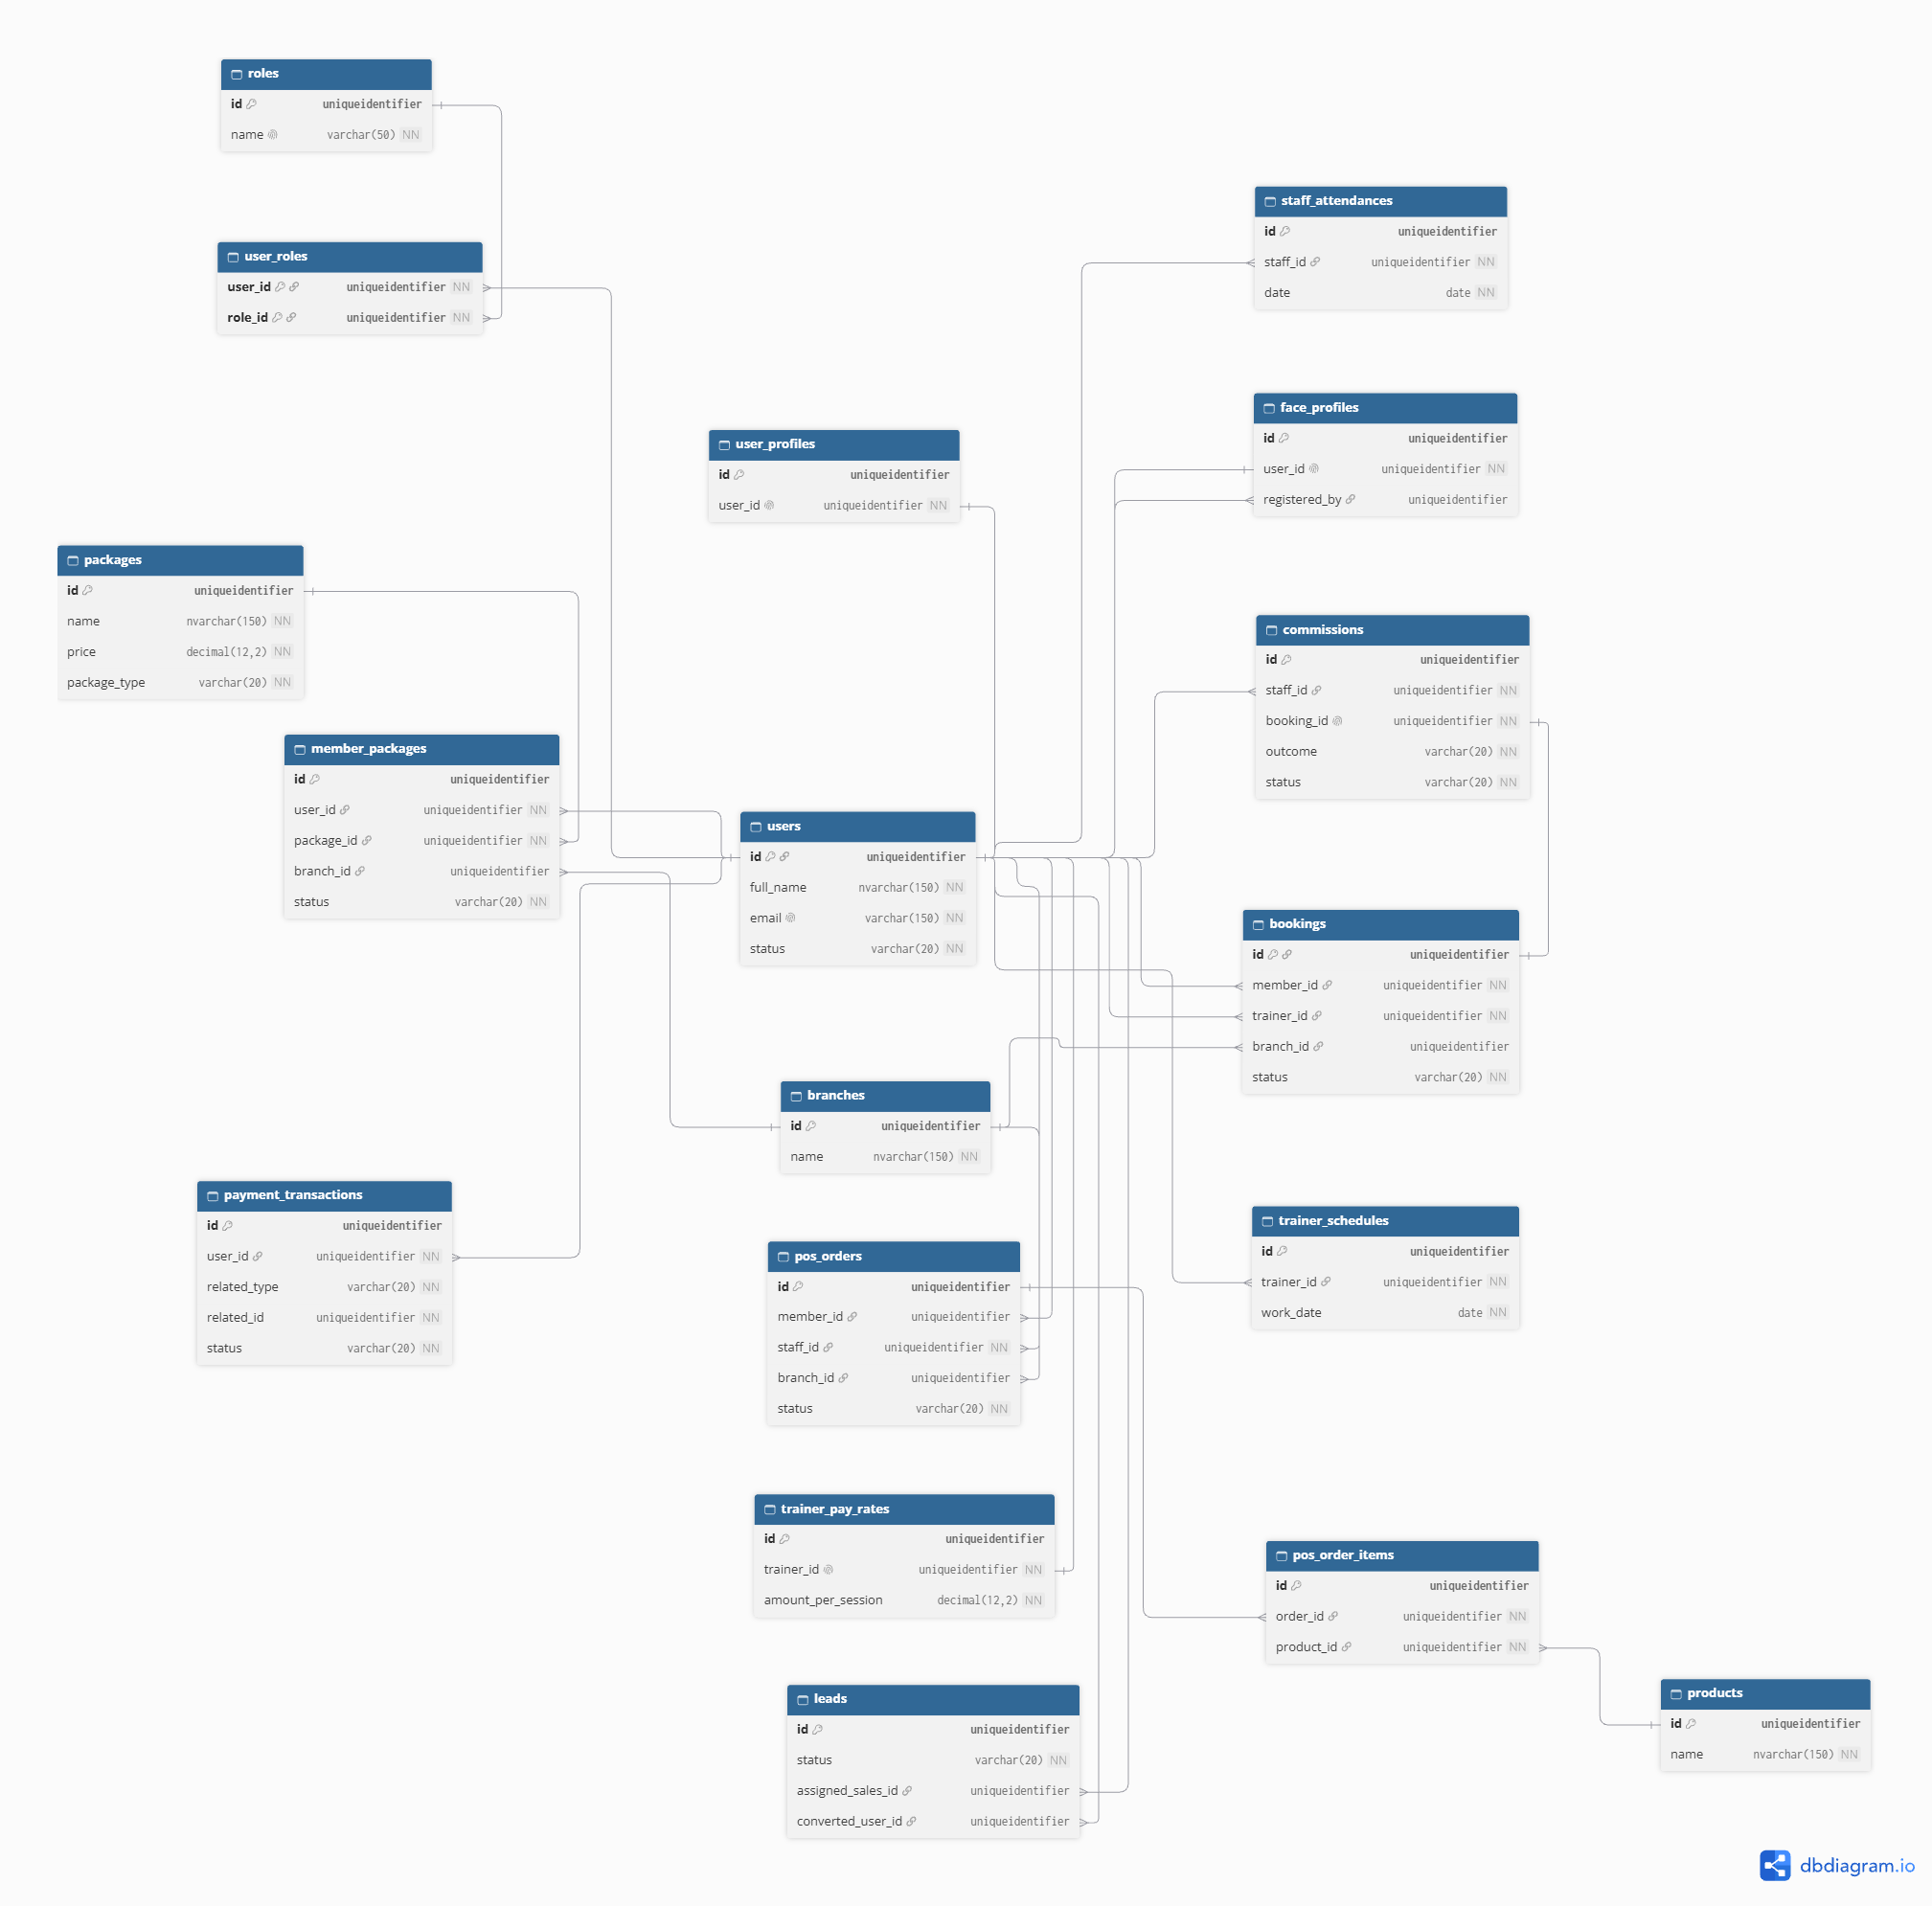 roles
id uniqueidentifier
name varchar(50) NN
user_roles
user_id uniqueidentifier NN
role_id uniqueidentifier NN
staff_attendances
id uniqueidentifier
staff_id uniqueidentifier NN
date date NN
face_profiles
id uniqueidentifier
user_id uniqueidentifier NN
registered_by uniqueidentifier
user_profiles
id uniqueidentifier
user_id uniqueidentifier NN
packages
id uniqueidentifier
name nvarchar(150) NN
price decimal(12,2) NN
package_type varchar(20) NN
commissions
id uniqueidentifier
staff_id uniqueidentifier NN
booking_id uniqueidentifier NN
outcome varchar(20) NN
status varchar(20) NN
member_packages
id uniqueidentifier
user_id uniqueidentifier NN
package_id uniqueidentifier NN
branch_id uniqueidentifier
status varchar(20) NN
users
id uniqueidentifier
full_name nvarchar(150) NN
email varchar(150) NN
status varchar(20) NN
bookings
id uniqueidentifier
member_id uniqueidentifier NN
trainer_id uniqueidentifier NN
branch_id uniqueidentifier
status varchar(20) NN
branches
id uniqueidentifier
name nvarchar(150) NN
payment_transactions
id uniqueidentifier
user_id uniqueidentifier NN
related_type varchar(20) NN
related_id uniqueidentifier NN
status varchar(20) NN
trainer_schedules
id uniqueidentifier
trainer_id uniqueidentifier NN
work_date date NN
pos_orders
id uniqueidentifier
member_id uniqueidentifier
staff_id uniqueidentifier NN
branch_id uniqueidentifier
status varchar(20) NN
trainer_pay_rates
id uniqueidentifier
trainer_id uniqueidentifier NN
amount_per_session decimal(12,2) NN
pos_order_items
id uniqueidentifier
order_id uniqueidentifier NN
product_id uniqueidentifier NN
leads
id uniqueidentifier
status varchar(20) NN
assigned_sales_id uniqueidentifier
converted_user_id uniqueidentifier
products
id uniqueidentifier
name nvarchar(150) NN
dbdiagram.io